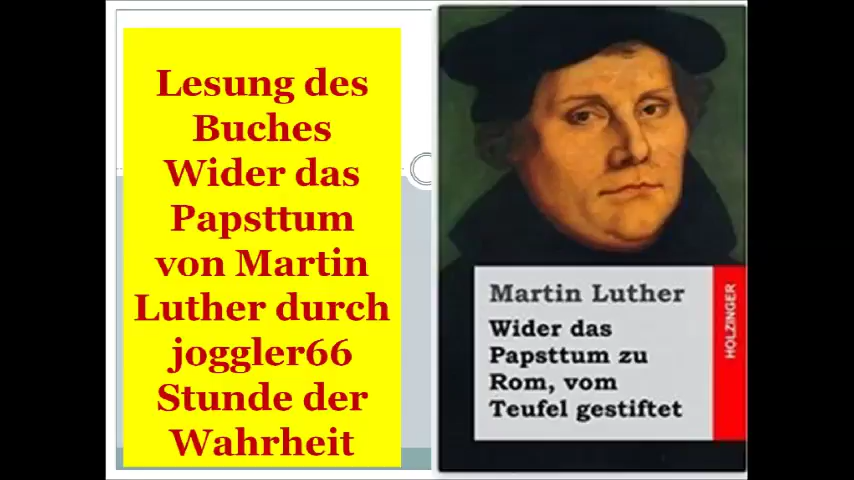 Lesung des
Buches
Wider das
Papsttum
von Martin
Luther durch
joggler66
Stunde der
Wahrheit
Martin Luther
Wider das
Papsttum zu
Rom, vom
Teufel gestiftet
HOLZINGER